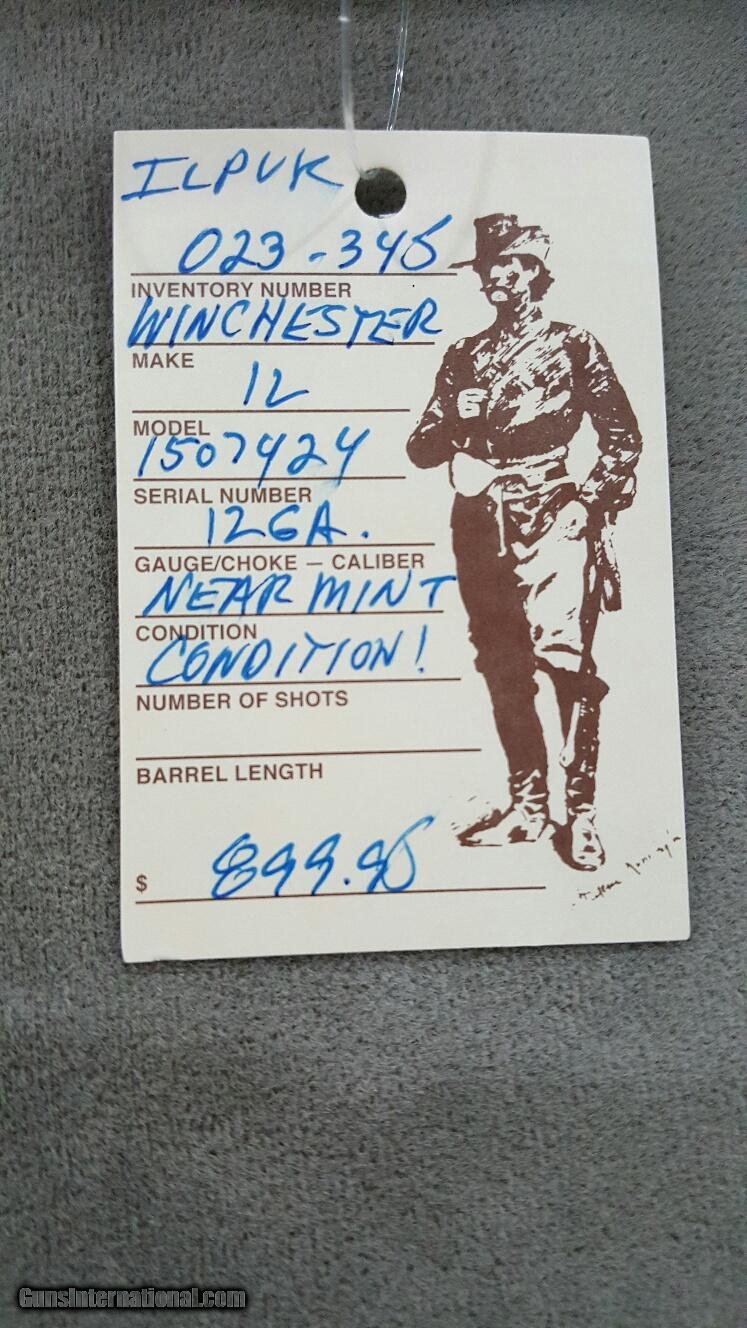 ILPUK
023-345
INVENTORY NUMBER
WINCHESTER
MAKE
12
MODEL
1507424
SERIAL NUMBER
12GA.
GAUGE/CHOKE — CALIBER
NEAR MINT
CONDITION
CONDITION!
NUMBER OF SHOTS
BARREL LENGTH
$ 899.95
GunsInternational.com